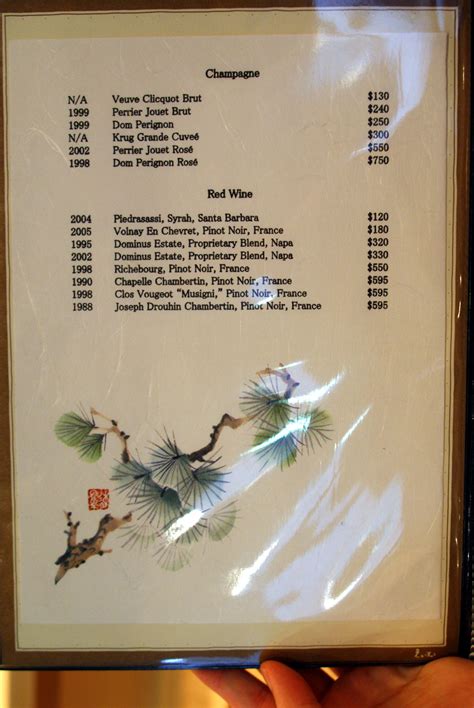 Champagne
N/A Veuve Clicquot Brut $130
1999 Perrier Jouet Brut $240
1999 Dom Perignon $250
N/A Krug Grande Cuveé $300
2002 Perrier Jouet Rosé $550
1998 Dom Perignon Rosé $750
Red Wine
2004 Piedrasassi, Syrah, Santa Barbara $120
2005 Volnay En Chevret, Pinot Noir, France $180
1995 Dominus Estate, Proprietary Blend, Napa $320
2002 Dominus Estate, Proprietary Blend, Napa $330
1998 Richebourg, Pinot Noir, France $550
1990 Chapelle Chambertin, Pinot Noir, France $595
1998 Clos Vougeot “Musigni,” Pinot Noir, France $595
1988 Joseph Drouhin Chambertin, Pinot Noir, France $595